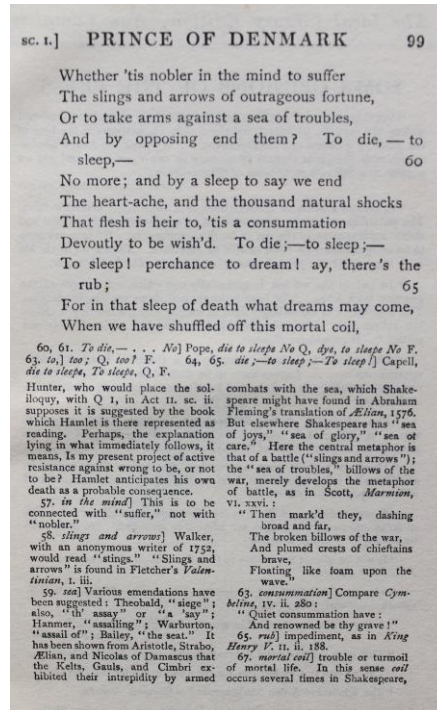 SC. I.] PRINCE OF DENMARK 99
Whether 'tis nobler in the mind to suffer
The slings and arrows of outrageous fortune,
Or to take arms against a sea of troubles,
And by opposing end them? To die, — to
sleep,— 60
No more; and by a sleep to say we end
The heart-ache, and the thousand natural shocks
That flesh is heir to, 'tis a consummation
Devoutly to be wish'd. To die;—to sleep;—
To sleep! perchance to dream! ay, there's the
rub; 65
For in that sleep of death what dreams may come,
When we have shuffled off this mortal coil,
60, 61. To die,— . . . No] Pope, die to sleepe No Q, dye, to sleepe No F.
63. to,] too; Q, too? F. 64, 65. die;—to sleep;—To sleep!] Capell,
die to sleepe, To sleepe, Q, F.
Hunter, who would place the sol-
iloquy, with Q 1, in Act II. sc. ii.
supposes it is suggested by the book
which Hamlet is there represented as
reading. Perhaps, the explanation
lying in what immediately follows, it
means, Is my present project of active
resistance against wrong to be, or not
to be? Hamlet anticipates his own
death as a probable consequence.
57. in the mind] This is to be
connected with "suffer," not with
"nobler."
58. slings and arrows] Walker,
with an anonymous writer of 1752,
would read "stings." "Slings and
arrows" is found in Fletcher's Valen-
tinian, I. iii.
59. sea] Various emendations have
been suggested: Theobald, "siege";
also, "th' assay" or "a 'say";
Hanmer, "assailing"; Warburton,
"assail of"; Bailey, "the seat." It
has been shown from Aristotle, Strabo,
Ælian, and Nicolas of Damascus that
the Kelts, Gauls, and Cimbri ex-
hibited their intrepidity by armed
combats with the sea, which Shake-
speare might have found in Abraham
Fleming's translation of Ælian, 1576.
But elsewhere Shakespeare has "sea
of joys," "sea of glory," "sea of
care." Here the central metaphor is
that of a battle ("slings and arrows");
the "sea of troubles," billows of the
war, merely develops the metaphor
of battle, as in Scott, Marmion,
VI. xxvi. :
"Then mark'd they, dashing
broad and far,
The broken billows of the war,
And plumed crests of chieftains
brave,
Floating like foam upon the
wave."
63. consummation] Compare Cym-
beline, IV. ii. 280:
"Quiet consummation have:
And renowned be thy grave!"
65. rub] impediment, as in King
Henry V. II. ii. 188.
67. mortal coil] trouble or turmoil
of mortal life. In this sense coil
occurs several times in Shakespeare,